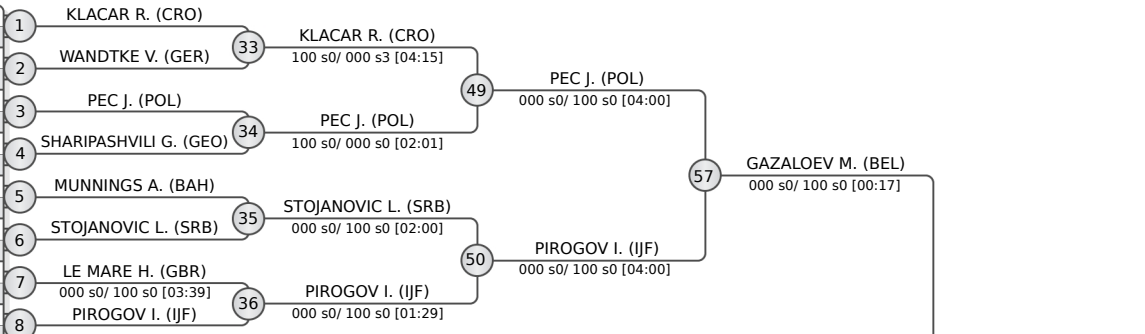 1
KLACAR R. (CRO)
2
WANDTKE V. (GER)
33
KLACAR R. (CRO)
100 s0/ 000 s3 [04:15]
3
PEC J. (POL)
4
SHARIPASHVILI G. (GEO)
34
PEC J. (POL)
100 s0/ 000 s0 [02:01]
49
PEC J. (POL)
000 s0/ 100 s0 [04:00]
5
MUNNINGS A. (BAH)
6
STOJANOVIC L. (SRB)
35
STOJANOVIC L. (SRB)
000 s0/ 100 s0 [02:00]
7
LE MARE H. (GBR)
000 s0/ 100 s0 [03:39]
8
PIROGOV I. (IJF)
36
PIROGOV I. (IJF)
000 s0/ 100 s0 [01:29]
50
PIROGOV I. (IJF)
000 s0/ 100 s0 [04:00]
57
GAZALOEV M. (BEL)
000 s0/ 100 s0 [00:17]